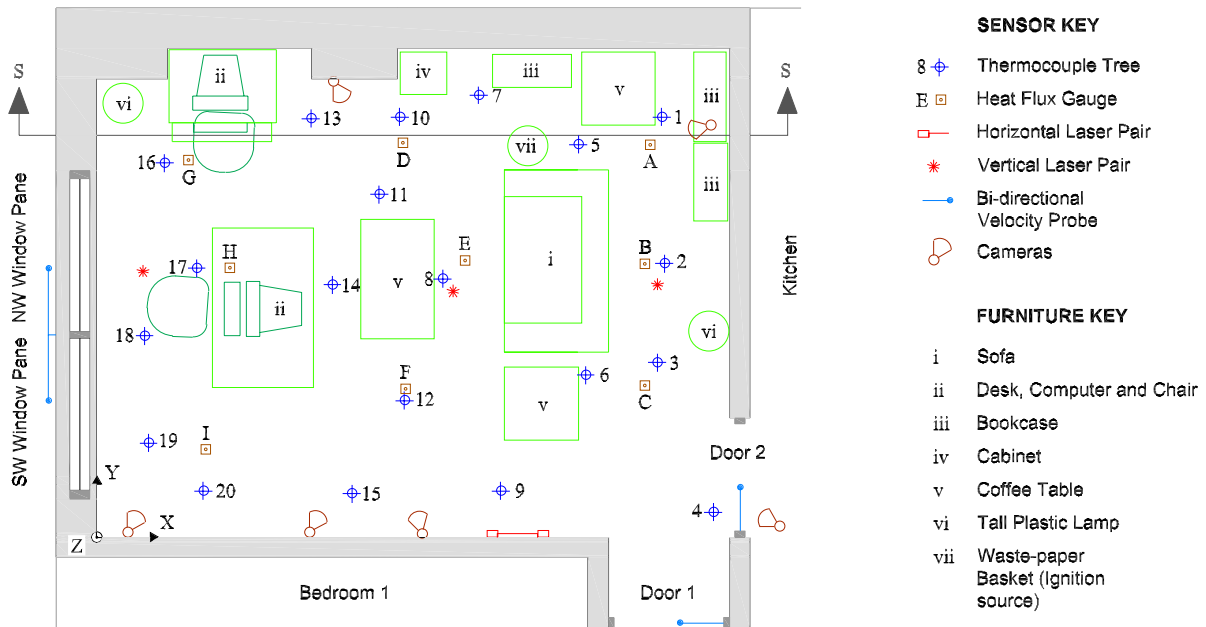 SENSOR KEY
8 Thermocouple Tree
E Heat Flux Gauge
Horizontal Laser Pair
Vertical Laser Pair
Bi-directional
Velocity Probe
Cameras
FURNITURE KEY
i Sofa
ii Desk, Computer and Chair
iii Bookcase
iv Cabinet
v Coffee Table
vi Tall Plastic Lamp
vii Waste-paper
Basket (Ignition
source)
S
S
ii
iv
iii
v
iii
vi
7
13
10
1
D
vii
5
A
16
G
11
iii
NW Window Pane
Kitchen
17
H
E
B
2
8
14
v
i
ii
18
vi
SW Window Pane
3
F
6
C
12
v
19
I
Door 2
Y
20
15
9
4
X
Z
Bedroom 1
Door 1